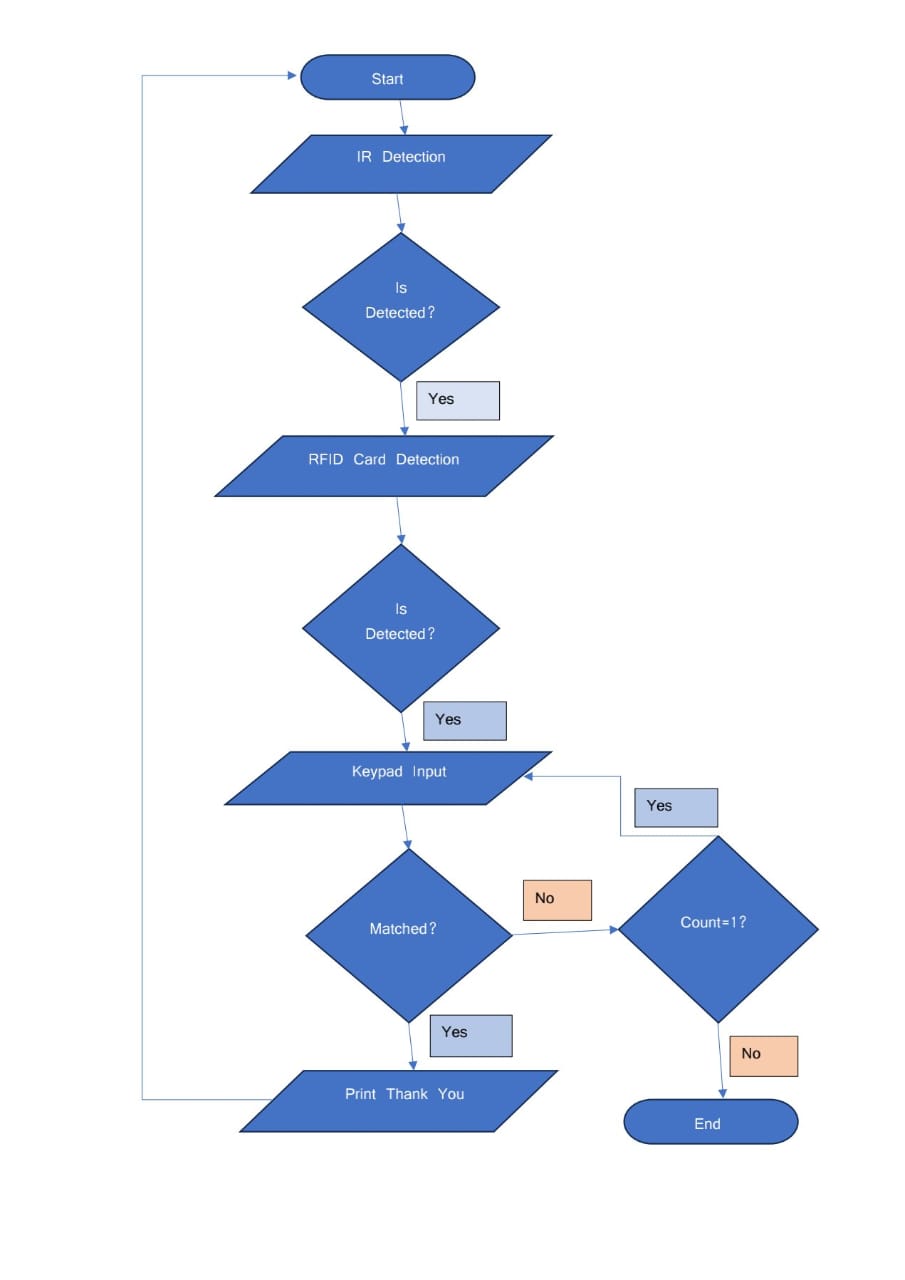 Start
IR Detection
Is
Detected?
Yes
RFID Card Detection
Is
Detected?
Yes
Keypad Input
Yes
No
Matched?
Count=1?
Yes
No
Print Thank You
End